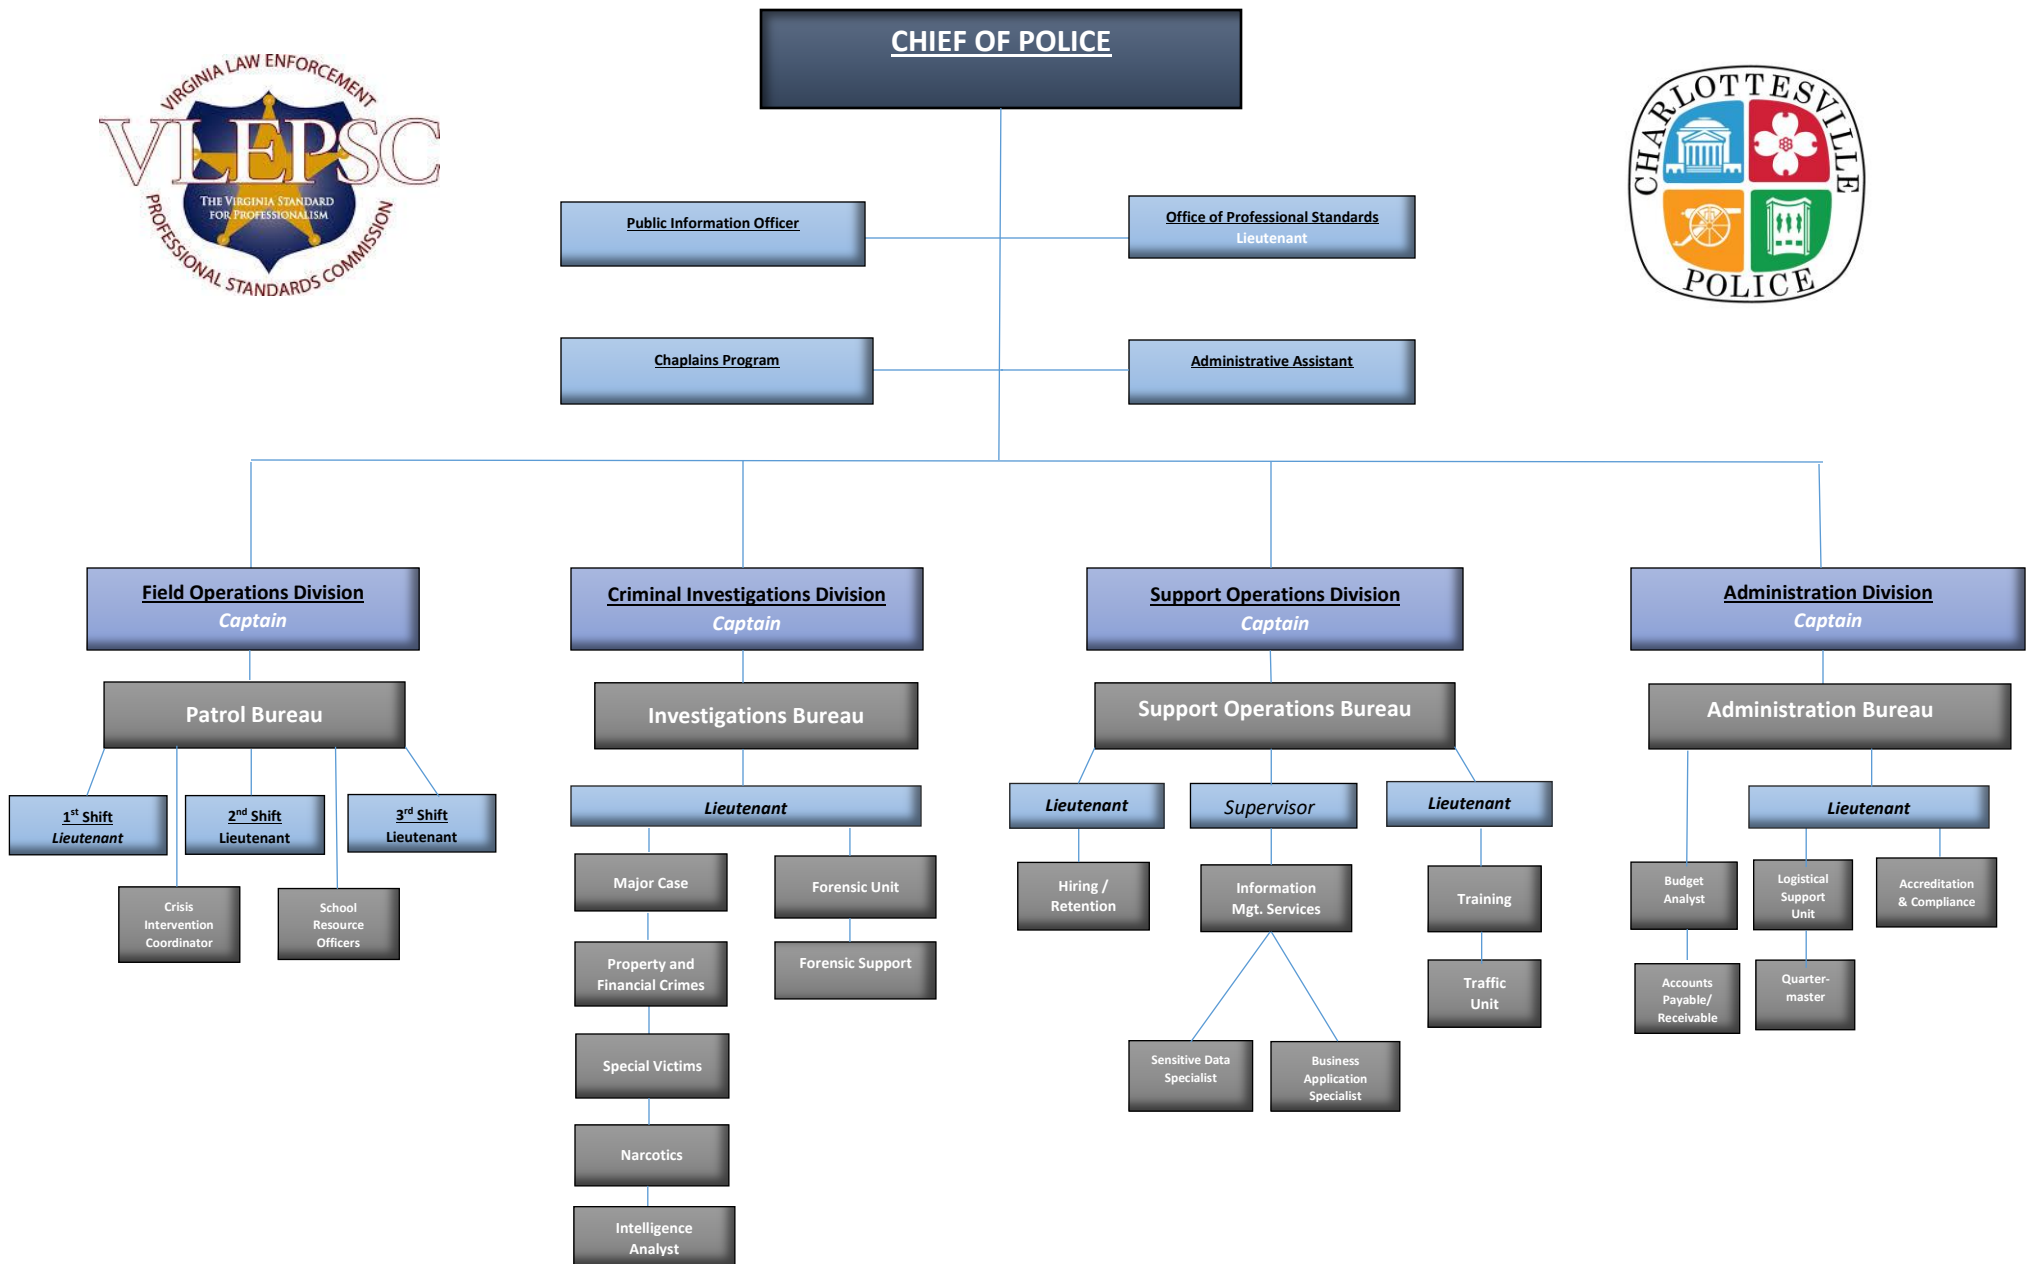 CHIEF OF POLICE
VIRGINIA LAW ENFORCEMENT
VLEPSC
THE VIRGINIA STANDARD
FOR PROFESSIONALISM
PROFESSIONAL STANDARDS COMMISSION
CHARLOTTESVILLE
POLICE
Public Information Officer
Office of Professional Standards
Lieutenant
Chaplains Program
Administrative Assistant
Field Operations Division
Captain
Criminal Investigations Division
Captain
Support Operations Division
Captain
Administration Division
Captain
Patrol Bureau
Investigations Bureau
Support Operations Bureau
Administration Bureau
1st Shift
Lieutenant
2nd Shift
Lieutenant
3rd Shift
Lieutenant
Crisis
Intervention
Coordinator
School
Resource
Officers
Lieutenant
Major Case
Forensic Unit
Property and
Financial Crimes
Forensic Support
Special Victims
Narcotics
Intelligence
Analyst
Lieutenant
Supervisor
Lieutenant
Hiring /
Retention
Information
Mgt. Services
Training
Traffic
Unit
Sensitive Data
Specialist
Business
Application
Specialist
Lieutenant
Budget
Analyst
Logistical
Support
Unit
Accreditation
& Compliance
Accounts
Payable/
Receivable
Quarter-
master